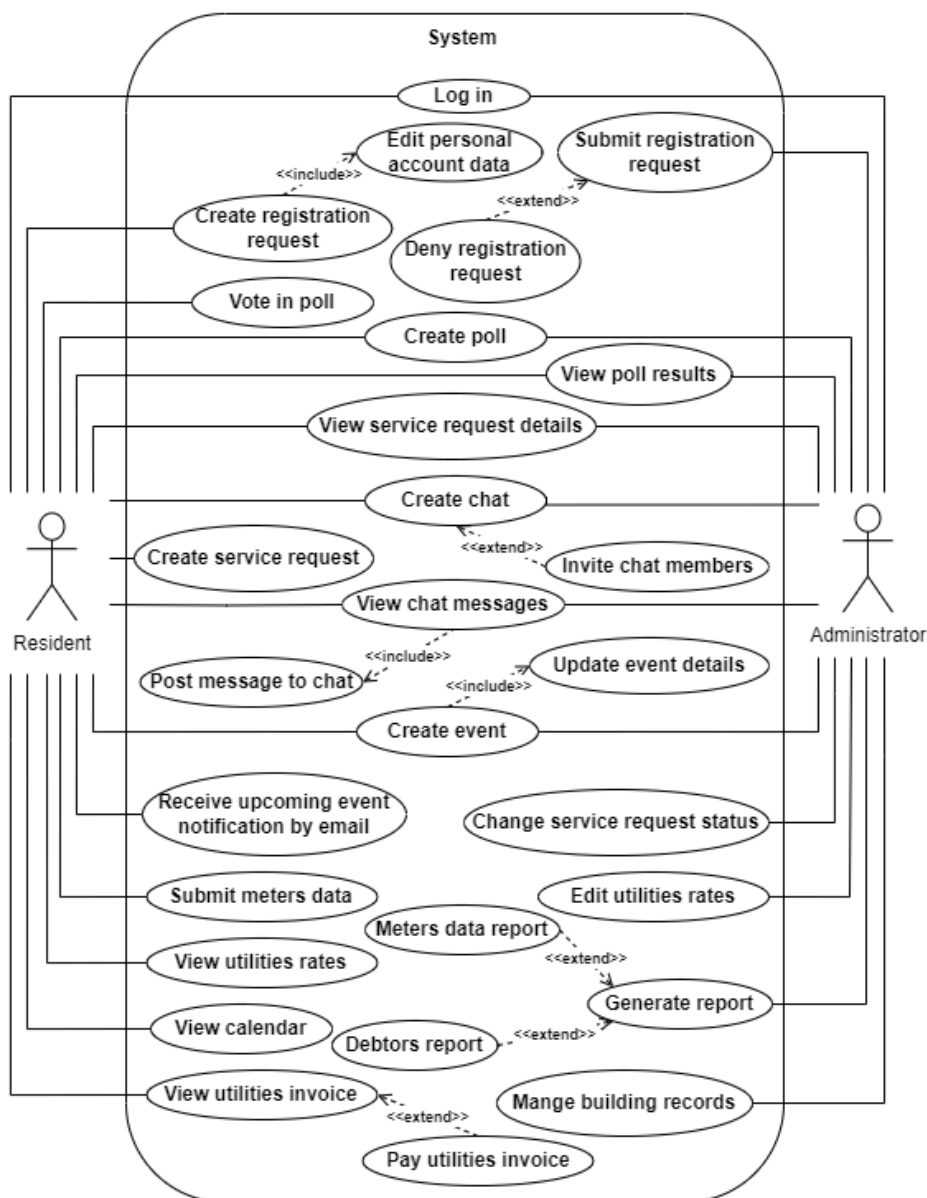 System
Log in
Edit personal
account data
Submit registration
request
<<include>>
<<extend>>
Create registration
request
Deny registration
request
Vote in poll
Create poll
View poll results
View service request details
Create chat
<<extend>>
Create service request
Invite chat members
View chat messages
Resident
Administrator
<<include>>
Update event details
Post message to chat
<<include>>
Create event
Receive upcoming event
notification by email
Change service request status
Submit meters data
Edit utilities rates
Meters data report
<<extend>>
View utilities rates
Generate report
View calendar
Debtors report
<<extend>>
View utilities invoice
Mange building records
<<extend>>
Pay utilities invoice